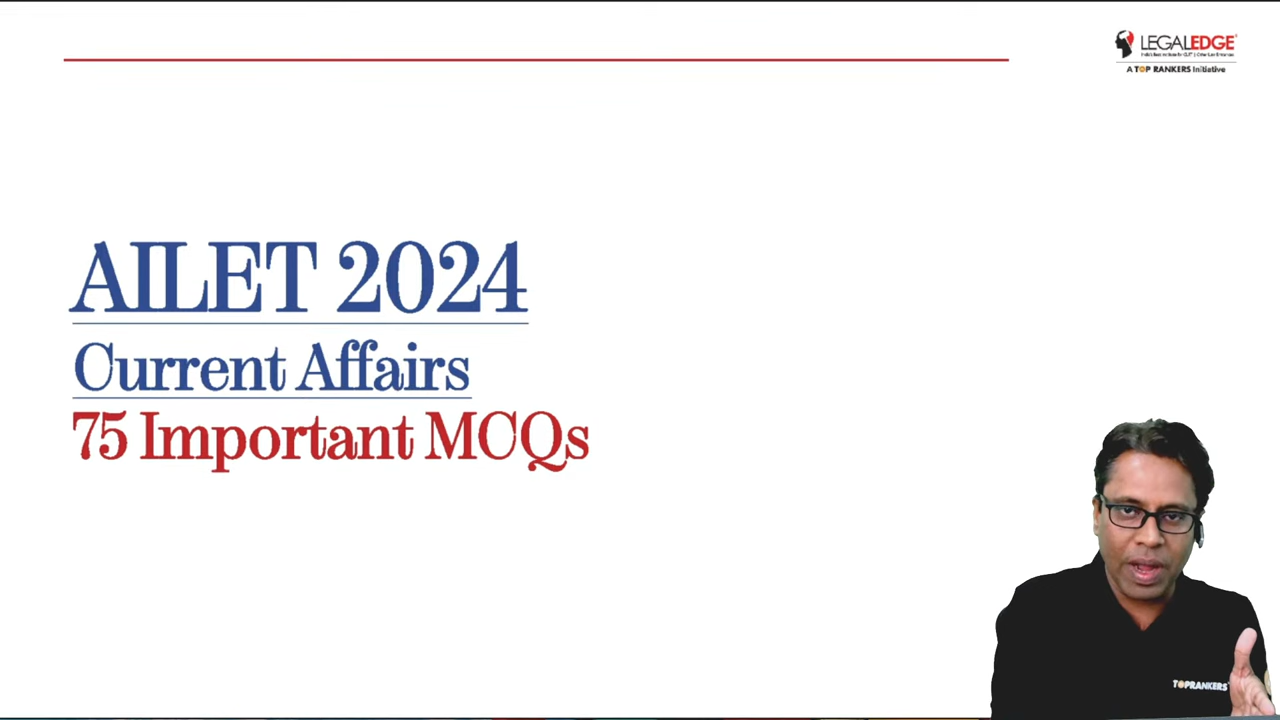 LEGALEDGE
A TOP RANKERS Initiative
AILET 2024
Current Affairs
75 Important MCQs
TOPRANKERS